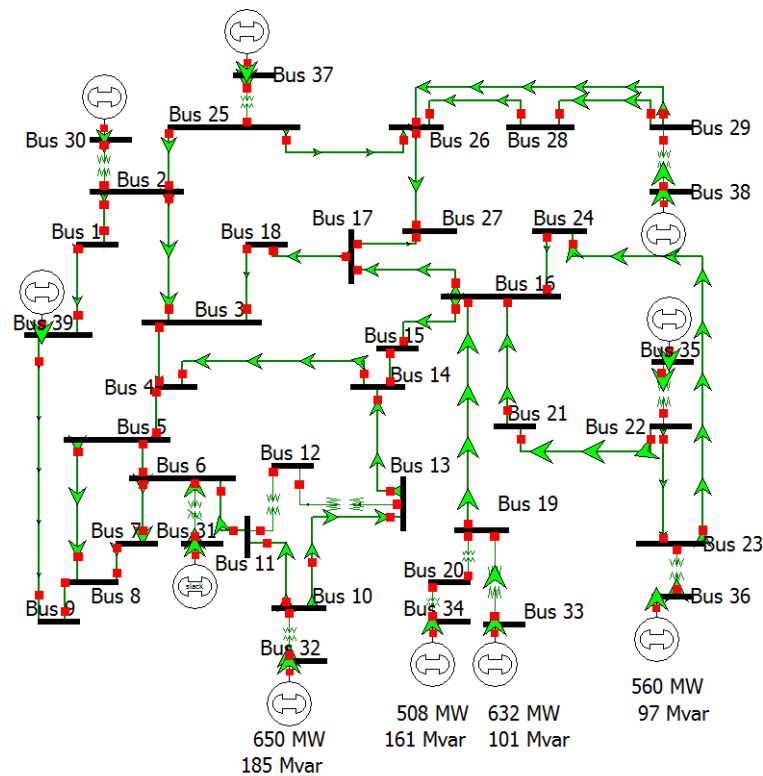 Bus 37
Bus 30
Bus 25
Bus 26
Bus 28
Bus 29
Bus 2
Bus 38
Bus 1
Bus 18
Bus 17
Bus 27
Bus 24
Bus 39
Bus 3
Bus 16
Bus 15
Bus 35
Bus 4
Bus 14
Bus 5
Bus 21
Bus 22
Bus 6
Bus 12
Bus 13
Bus 7
Bus 31
Bus 11
Bus 19
Bus 23
slack
Bus 9
Bus 8
Bus 10
Bus 20
Bus 34
Bus 33
Bus 36
Bus 32
650 MW
185 Mvar
508 MW
161 Mvar
632 MW
101 Mvar
560 MW
97 Mvar